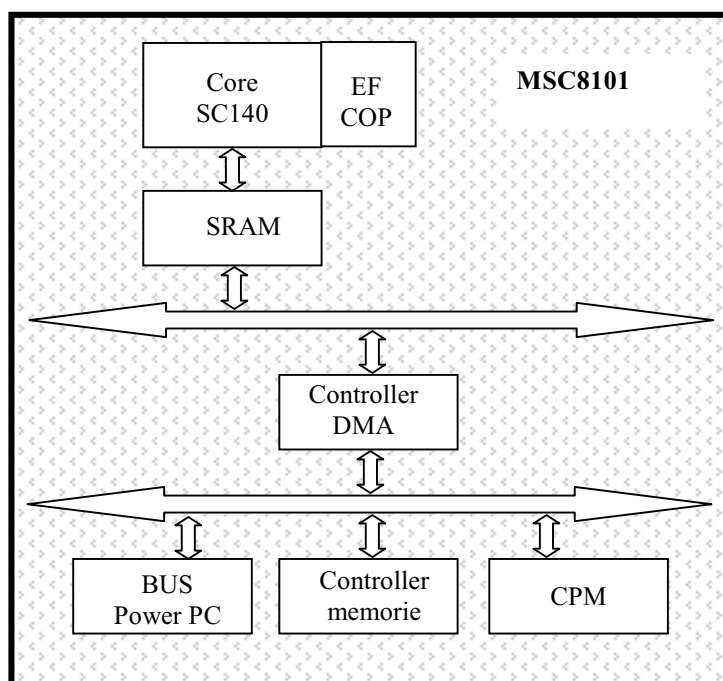 Core
SC140
EF
COP
MSC8101
SRAM
Controller
DMA
BUS
Power PC
Controller
memorie
CPM